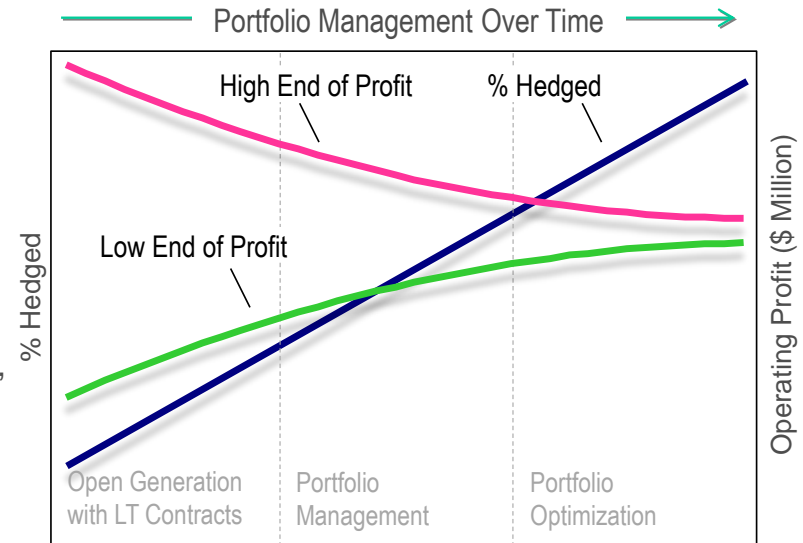 Portfolio Management Over Time
High End of Profit
% Hedged
Low End of Profit
% Hedged
Operating Profit ($ Million)
Open Generation
with LT Contracts
Portfolio
Management
Portfolio
Optimization